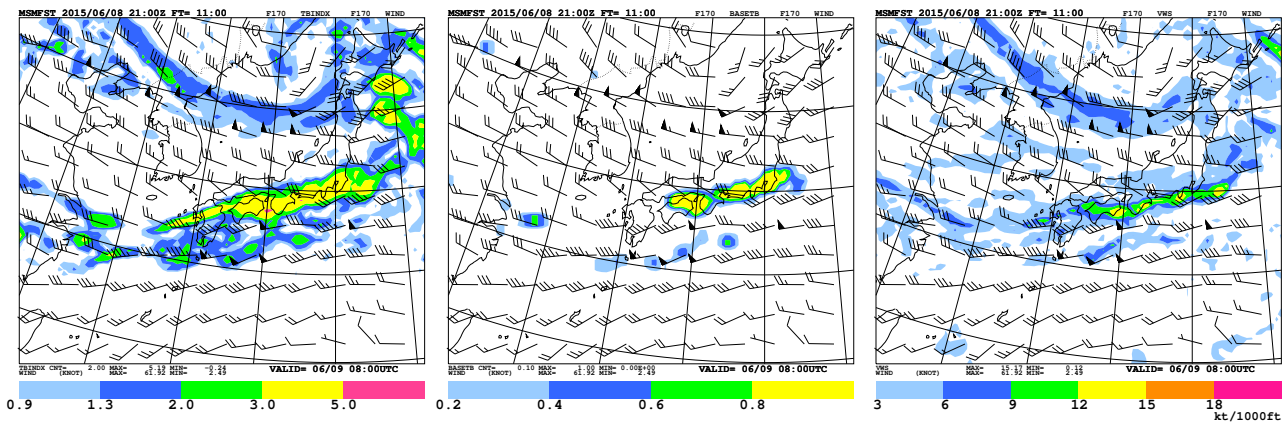 MSMFST 2015/06/08 21:00Z FT= 11:00 F170 TBINDX F170 WIND
TBINDX CNT= 2.00 MAX= 5.19 MIN= -0.24
WIND (KNOT) MAX= 61.92 MIN= 2.49
VALID= 06/09 08:00UTC
0.9 1.3 2.0 3.0 5.0
MSMFST 2015/06/08 21:00Z FT= 11:00 F170 BASETB F170 WIND
BASETB CNT= 0.10 MAX= 1.00 MIN= 0.00E+00
WIND (KNOT) MAX= 61.92 MIN= 2.49
VALID= 06/09 08:00UTC
0.2 0.4 0.6 0.8
MSMFST 2015/06/08 21:00Z FT= 11:00 F170 VWS F170 WIND
VWS MAX= 15.17 MIN= 0.12
WIND (KNOT) MAX= 61.92 MIN= 2.49
VALID= 06/09 08:00UTC
3 6 9 12 15 18
kt/1000ft